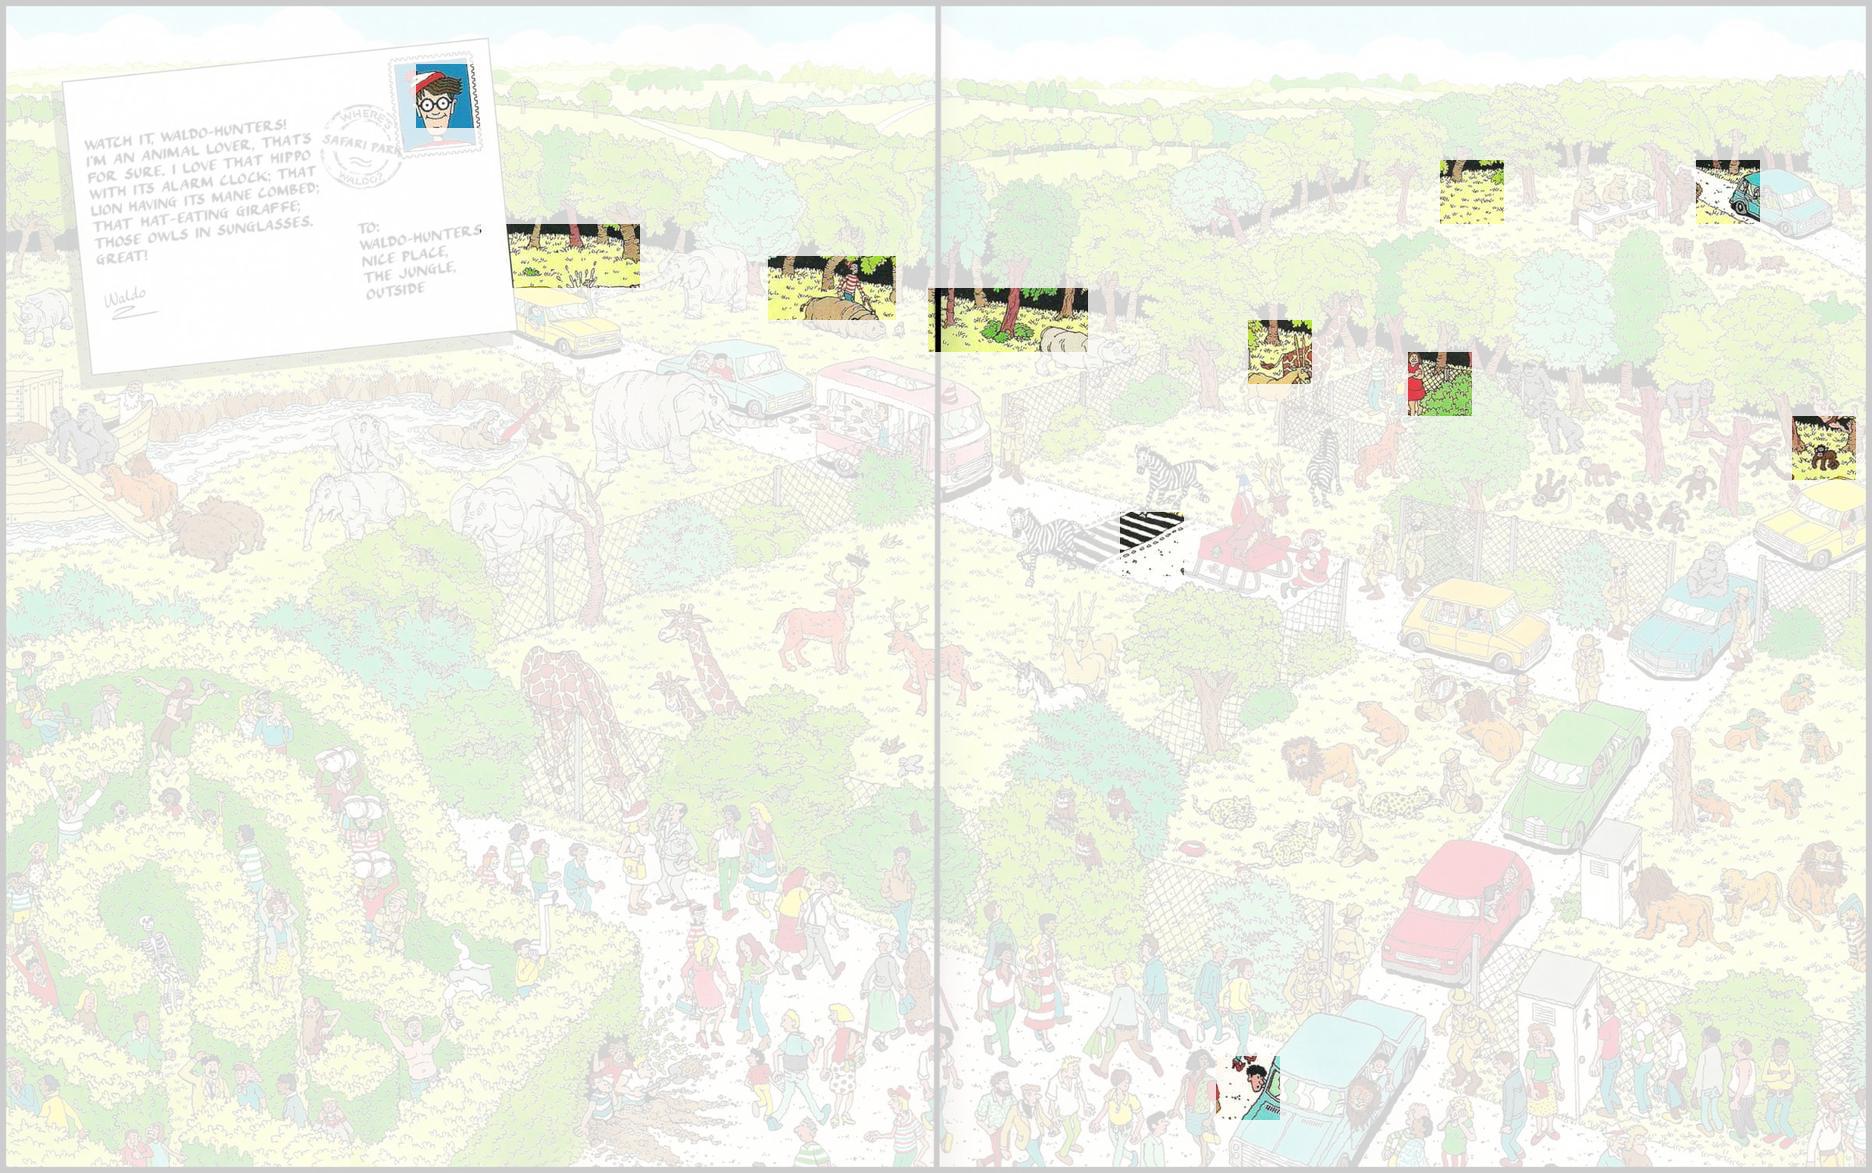 WATCH IT, WALDO-HUNTERS!
I'M AN ANIMAL LOVER, THAT'S
FOR SURE. I LOVE THAT HIPPO
WITH ITS ALARM CLOCK; THAT
LION HAVING ITS MANE COMBED;
THAT HAT-EATING GIRAFFE;
THOSE OWLS IN SUNGLASSES.
GREAT!
Waldo
WHERE'S
SAFARI PARK
WALDO?
TO:
WALDO-HUNTERS
NICE PLACE,
THE JUNGLE,
OUTSIDE